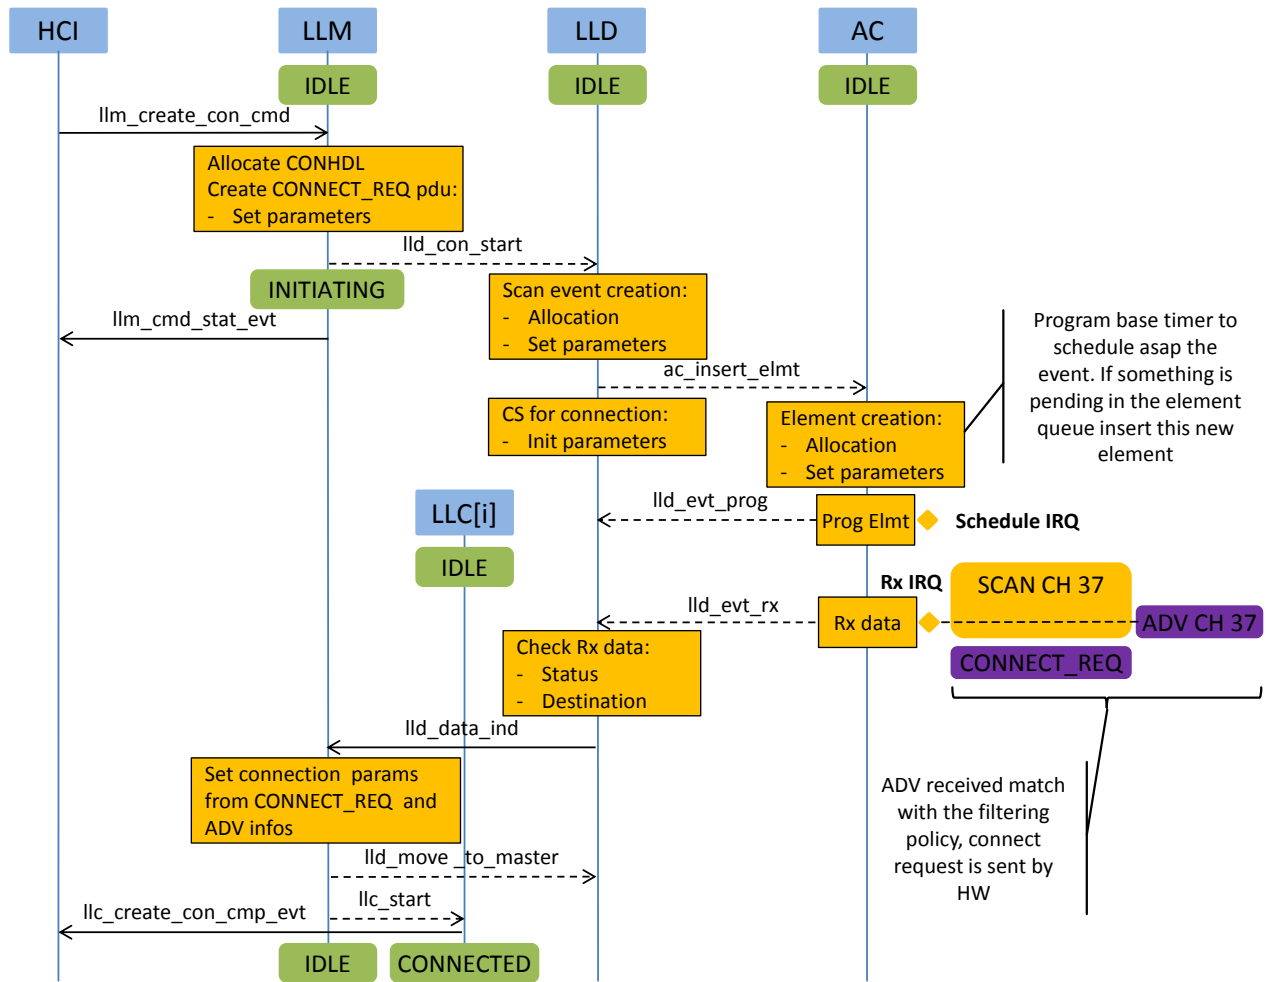 HCI
LLM
LLD
AC
IDLE
IDLE
IDLE
llm_create_con_cmd
Allocate CONHDL
Create CONNECT_REQ pdu:
- Set parameters
lld_con_start
INITIATING
llm_cmd_stat_evt
Scan event creation:
- Allocation
- Set parameters
Program base timer to
schedule asap the
event. If something is
pending in the element
queue insert this new
element
ac_insert_elmt
CS for connection:
- Init parameters
Element creation:
- Allocation
- Set parameters
lld_evt_prog
Prog Elmt
Schedule IRQ
LLC[i]
IDLE
Rx IRQ
SCAN CH 37
lld_evt_rx
Rx data
ADV CH 37
CONNECT_REQ
Check Rx data:
- Status
- Destination
lld_data_ind
Set connection params
from CONNECT_REQ and
ADV infos
ADV received match
with the filtering
policy, connect
request is sent by
HW
lld_move _to_master
llc_start
llc_create_con_cmp_evt
IDLE
CONNECTED